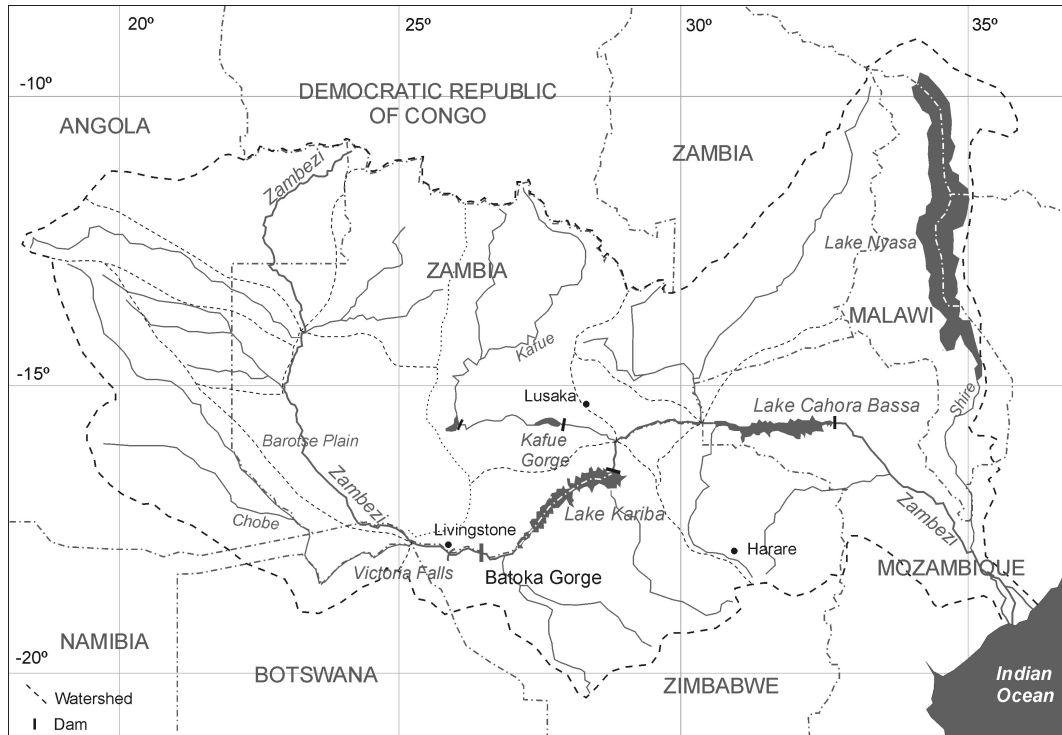 20º
25º
30º
35º
-10º
DEMOCRATIC REPUBLIC
OF CONGO
ANGOLA
ZAMBIA
Zambezi
Lake Nyasa
ZAMBIA
MALAWI
Kafue
-15º
Lusaka
Lake Cahora Bassa
Shire
Barotse Plain
Kafue
Gorge
Zambezi
Lake Kariba
Zambezi
Chobe
Livingstone
Harare
Victoria Falls
Batoka Gorge
MOZAMBIQUE
NAMIBIA
-20º
BOTSWANA
ZIMBABWE
Indian
Ocean
Watershed
Dam